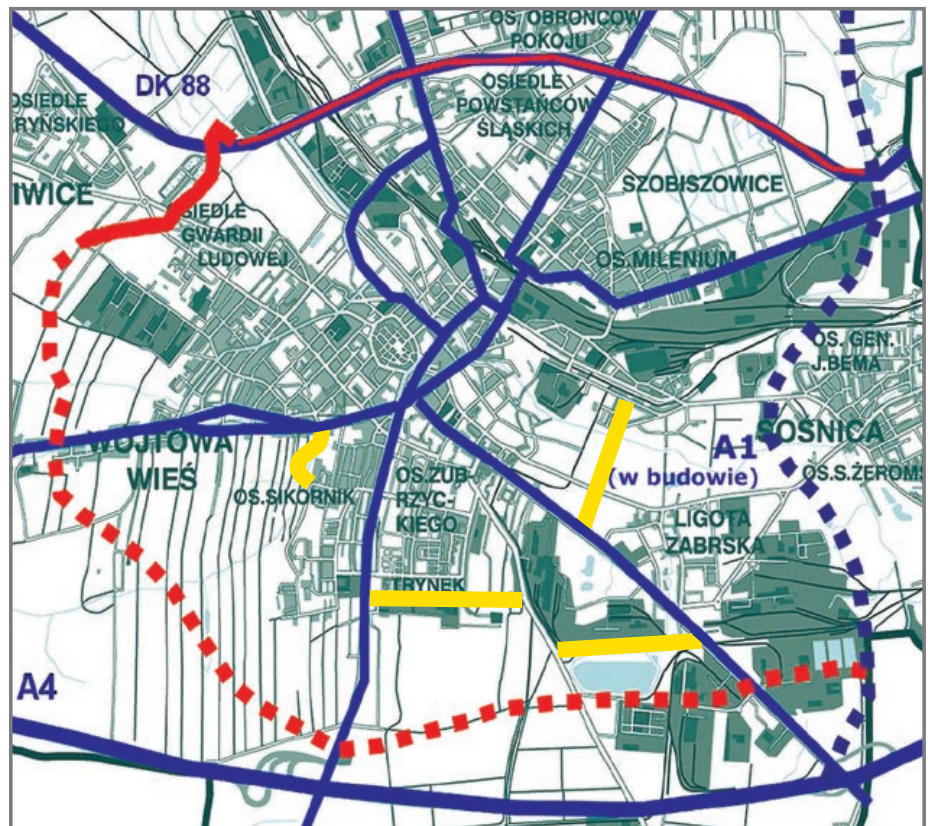 OS. OBROŃCÓW
POKOJU
DK 88
OSIEDLE
POWSTAŃCÓW
ŚLĄSKICH
OSIEDLE
RYŃSKIEGO
SZOBISZOWICE
IWICE
SIEDLE
GWARDII
LUDOWEJ
OS.MILENIUM
OS. GEN.
J.BEMA
WÓJTOWA
WIEŚ
SOŚNICA
A1
(w budowie)
OS.S.ŻEROMS
OS.SIKORNIK
OS.ZUB-
RZYC-
KIEGO
LIGOTA
ZABRSKA
TRYNEK
A4